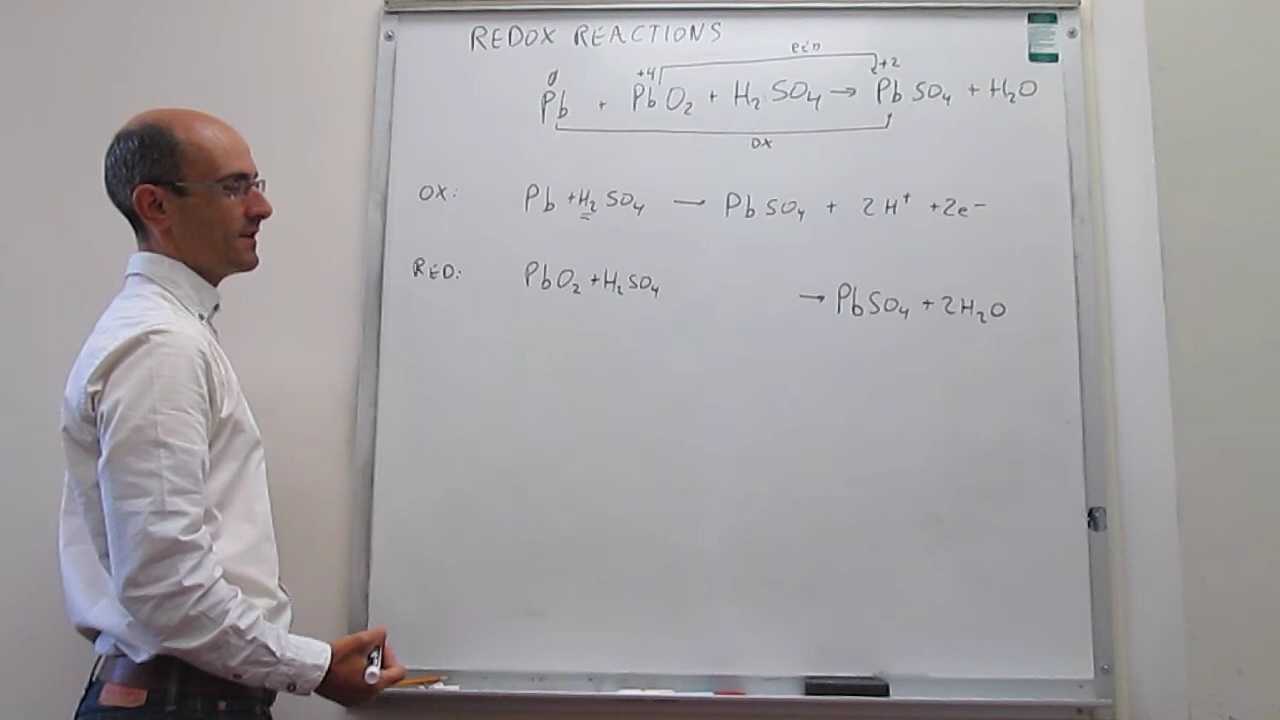 REDOX REACTIONS
RED
0 +4 +2
Pb + PbO₂ + H₂SO₄ → PbSO₄ + H₂O
OX
OX: Pb + H₂SO₄ → PbSO₄ + 2H⁺ + 2e⁻
RED: PbO₂ + H₂SO₄ → PbSO₄ + 2H₂O